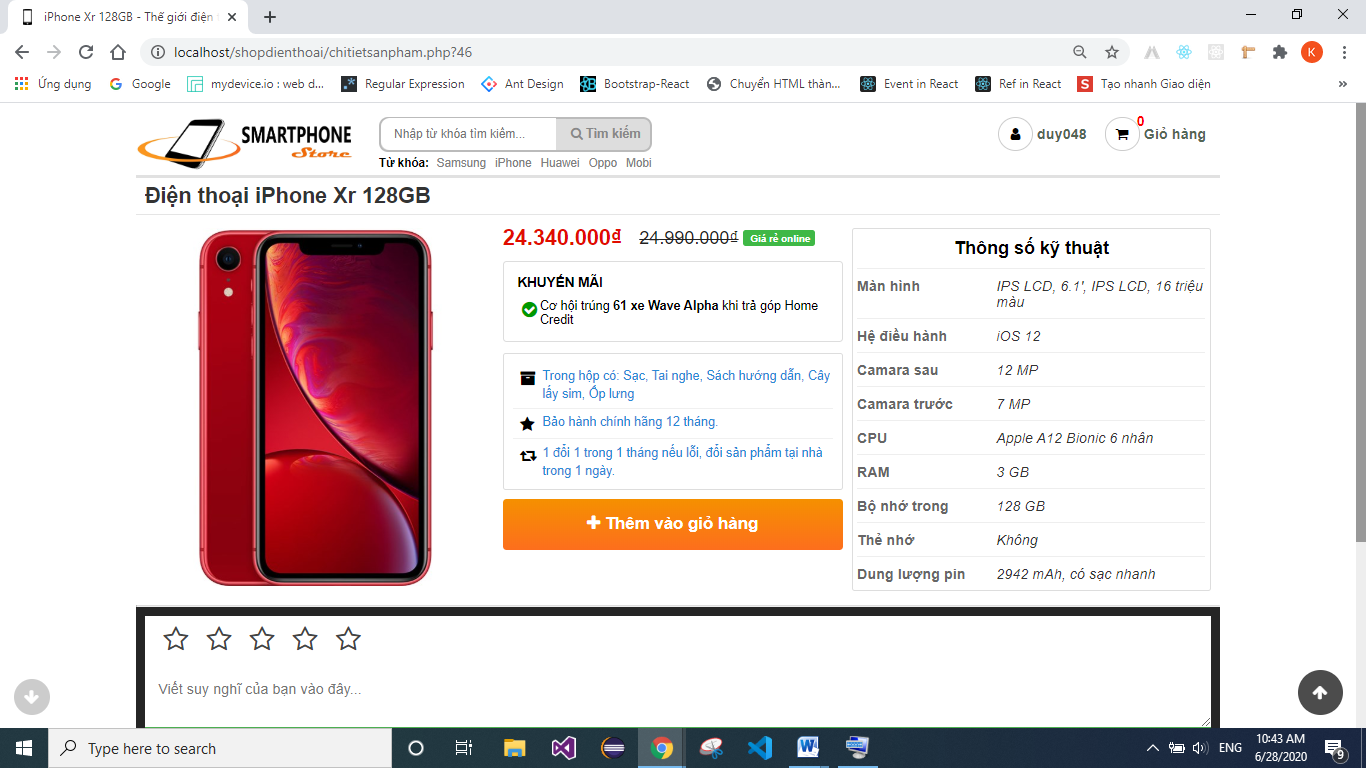 iPhone Xr 128GB - Thế giới điện
localhost/shopdienthoai/chitietsanpham.php?46
K
Ứng dụng
Google
mydevice.io : web d...
Regular Expression
Ant Design
Bootstrap-React
Chuyển HTML thàn...
Event in React
Ref in React
S
Tạo nhanh Giao diện
»
SMARTPHONE
Store
Nhập từ khóa tìm kiếm...
Tìm kiếm
Từ khóa: Samsung iPhone Huawei Oppo Mobi
duy048
0
Giỏ hàng
Điện thoại iPhone Xr 128GB
24.340.000₫ 24.990.000₫ Giá rẻ online
KHUYẾN MÃI
Cơ hội trúng 61 xe Wave Alpha khi trả góp Home
Credit
Trong hộp có: Sạc, Tai nghe, Sách hướng dẫn, Cây
lấy sim, Ốp lưng
Bảo hành chính hãng 12 tháng.
1 đổi 1 trong 1 tháng nếu lỗi, đổi sản phẩm tại nhà
trong 1 ngày.
Thêm vào giỏ hàng
Thông số kỹ thuật
Màn hình IPS LCD, 6.1', IPS LCD, 16 triệu
màu
Hệ điều hành iOS 12
Camara sau 12 MP
Camara trước 7 MP
CPU Apple A12 Bionic 6 nhân
RAM 3 GB
Bộ nhớ trong 128 GB
Thẻ nhớ Không
Dung lượng pin 2942 mAh, có sạc nhanh
Viết suy nghĩ của bạn vào đây...
Type here to search
ENG
10:43 AM
6/28/2020
9